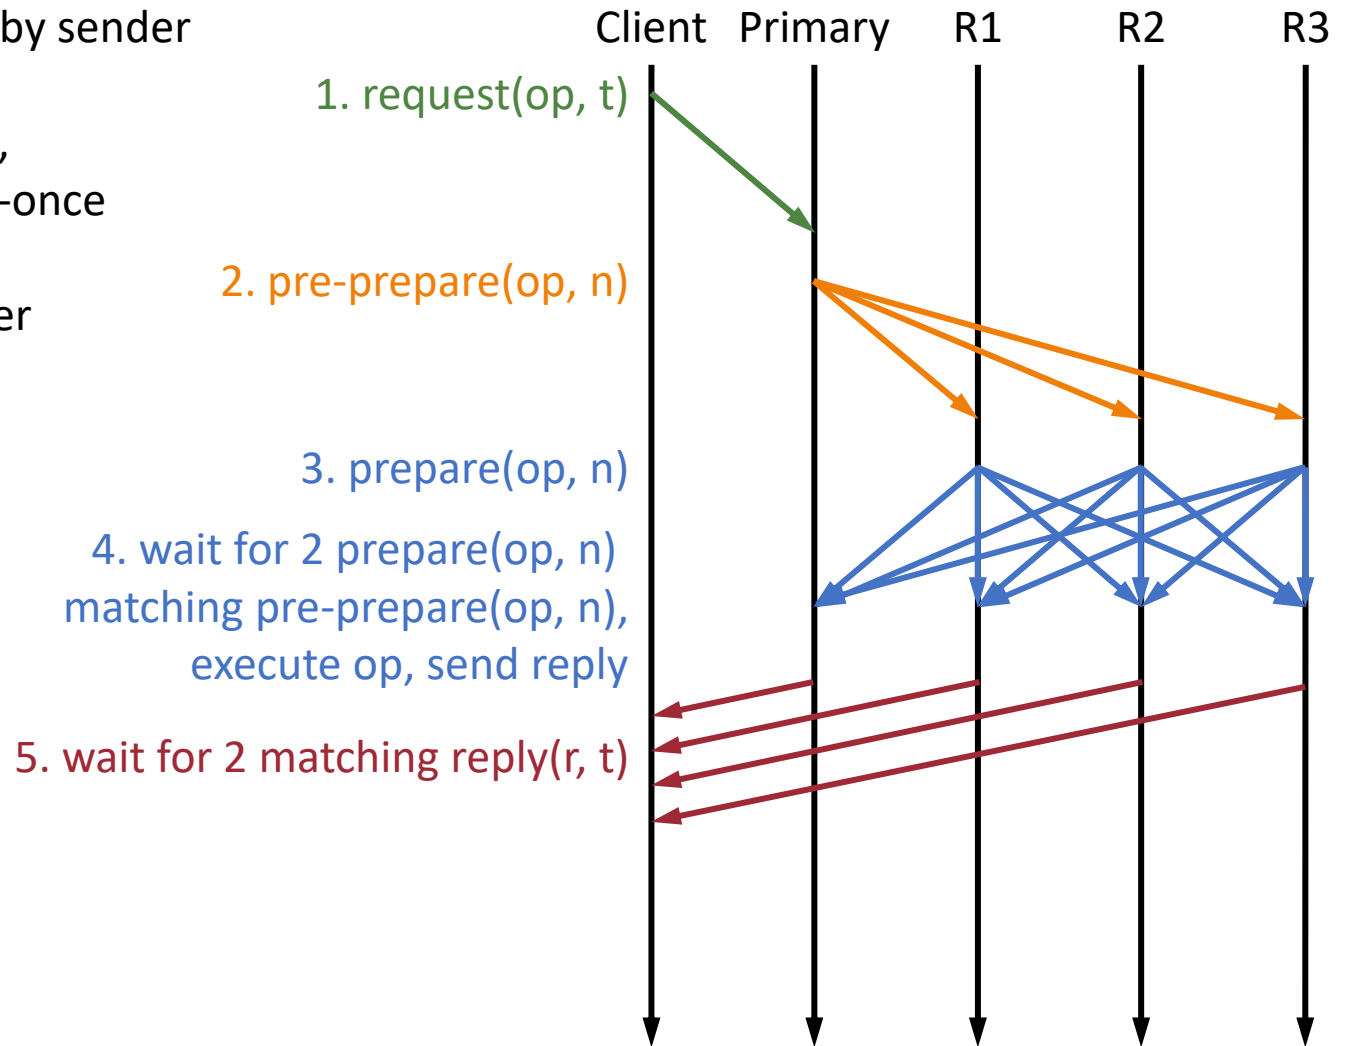 by sender
Client Primary R1 R2 R3
1. request(op, t)
,
-once
2. pre-prepare(op, n)
er
3. prepare(op, n)
4. wait for 2 prepare(op, n)
matching pre-prepare(op, n),
execute op, send reply
5. wait for 2 matching reply(r, t)